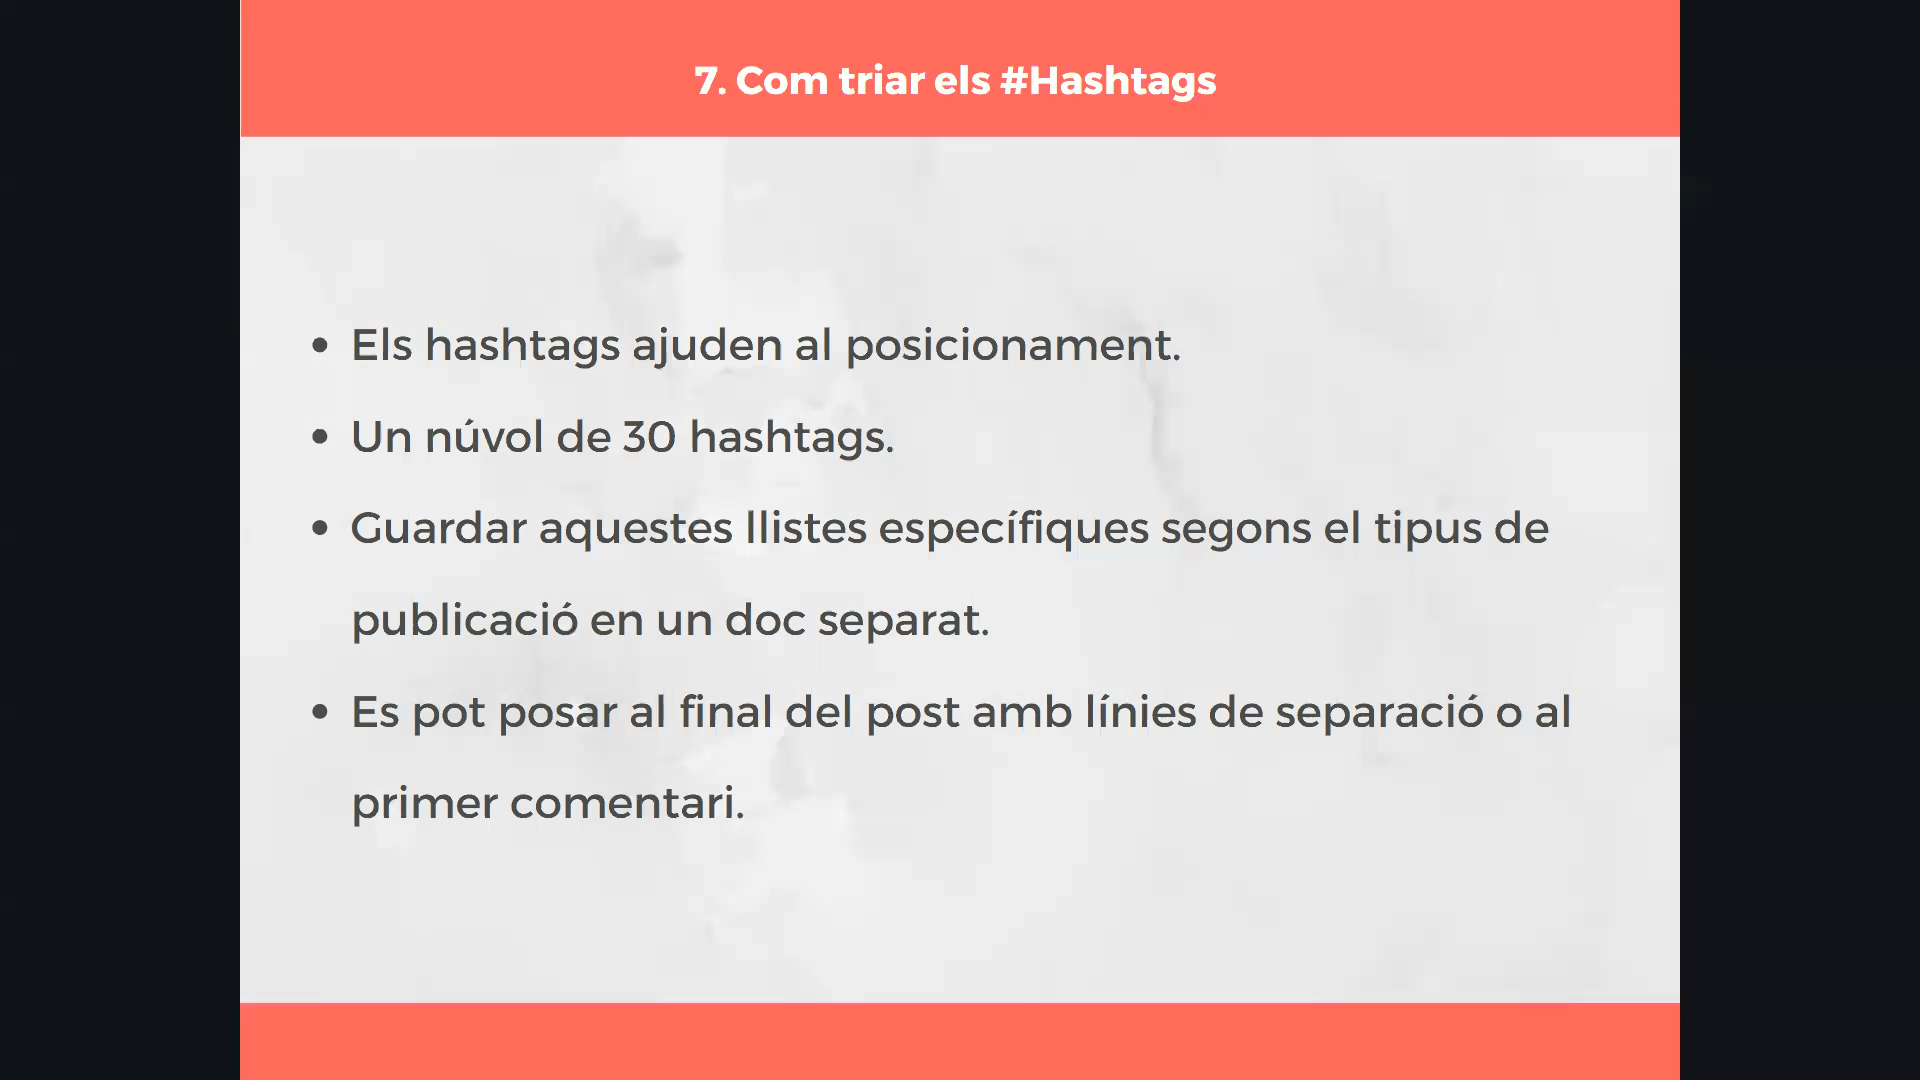 7. Com triar els #Hashtags
• Els hashtags ajuden al posicionament.
• Un núvol de 30 hashtags.
• Guardar aquestes llistes específiques segons el tipus de
publicació en un doc separat.
• Es pot posar al final del post amb línies de separació o al
primer comentari.